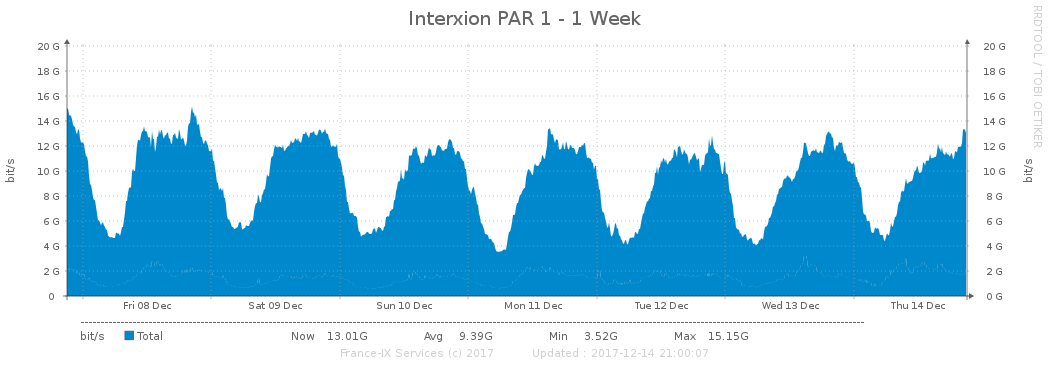 Interxion PAR 1 - 1 Week
RRDTOOL / TOBI OETIKER
bit/s
bit/s
20 G 20 G
18 G 18 G
16 G 16 G
14 G 14 G
12 G 12 G
10 G 10 G
8 G 8 G
6 G 6 G
4 G 4 G
2 G 2 G
0 0 G
Fri 08 Dec Sat 09 Dec Sun 10 Dec Mon 11 Dec Tue 12 Dec Wed 13 Dec Thu 14 Dec
bit/s Total Now 13.01G Avg 9.39G Min 3.52G Max 15.15G
France-IX Services (c) 2017 Updated : 2017-12-14 21:00:07